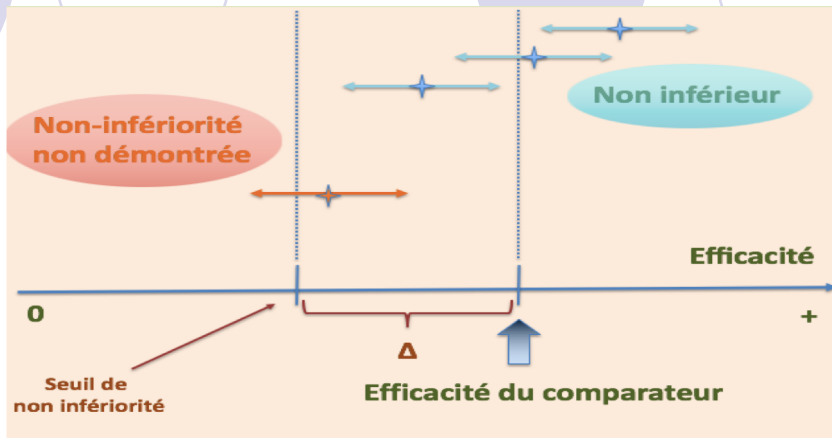 Non inférieur
Non-infériorité
non démontrée
Efficacité
0
+
Δ
Seuil de
non infériorité
Efficacité du comparateur